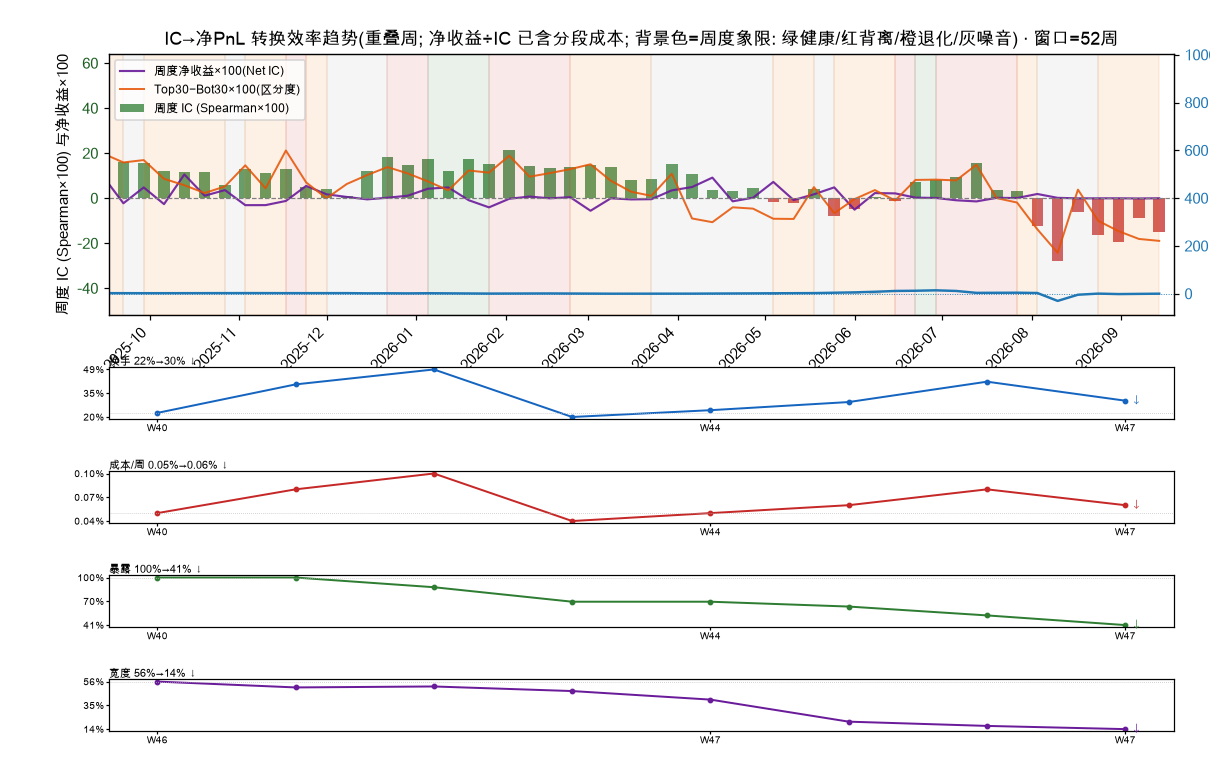 IC→净PnL 转换效率趋势(重叠周; 净收益÷IC 已含分段成本; 背景色=周度象限: 绿健康/红背离/橙退化/灰噪音) · 窗口=52周
周度 IC (Spearman×100) 与净收益×100
60
40
20
0
-20
-40
周度净收益×100(Net IC)
Top30−Bot30×100(区分度)
周度 IC (Spearman×100)
800
600
400
200
0
2025-11
2025-12
2026-01
2026-02
2026-03
2026-04
2026-05
2026-06
2026-07
2026-08
2026-09
换手 22%→30% ↓
49%
35%
20%
↓
W40
W44
W47
成本/周 0.05%→0.06% ↓
0.10%
0.07%
0.04%
↓
W40
W44
W47
暴露 100%→41% ↓
100%
70%
41%
↓
W40
W44
W47
宽度 56%→14% ↓
56%
35%
14%
↓
W46
W47
W47